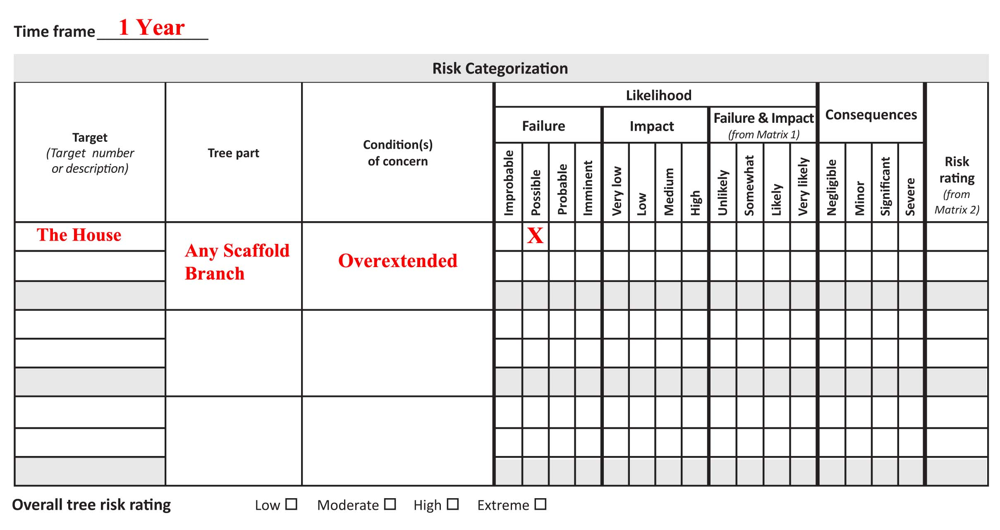 Time frame 1 Year
Risk Categorization
Likelihood
Failure
Impact
Failure & Impact
(from Matrix 1)
Consequences
Target
(Target number
or description)
Tree part
Condition(s)
of concern
Improbable
Possible
Probable
Imminent
Very low
Low
Medium
High
Unlikely
Somewhat
Likely
Very likely
Negligible
Minor
Significant
Severe
Risk
rating
(from
Matrix 2)
The House
Any Scaffold
Branch
Overextended
X
Overall tree risk rating Low Moderate High Extreme